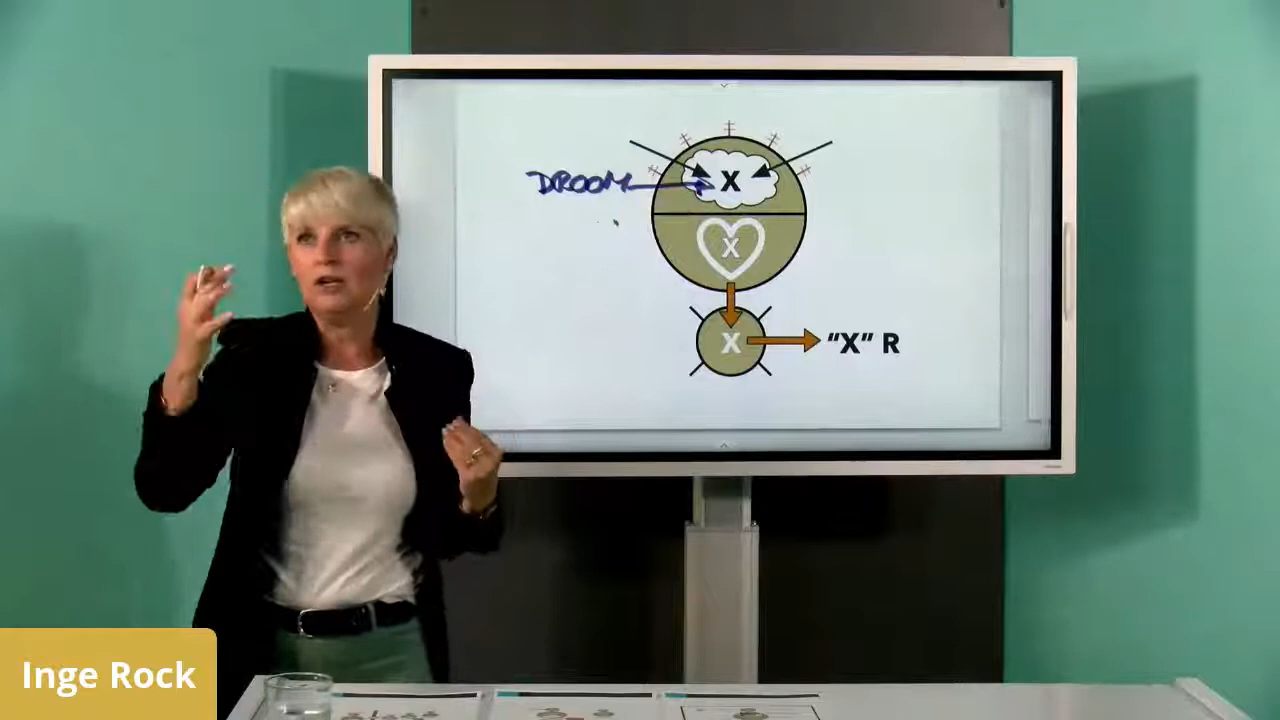 DROOM
X
X
X
"X" R
Inge Rock